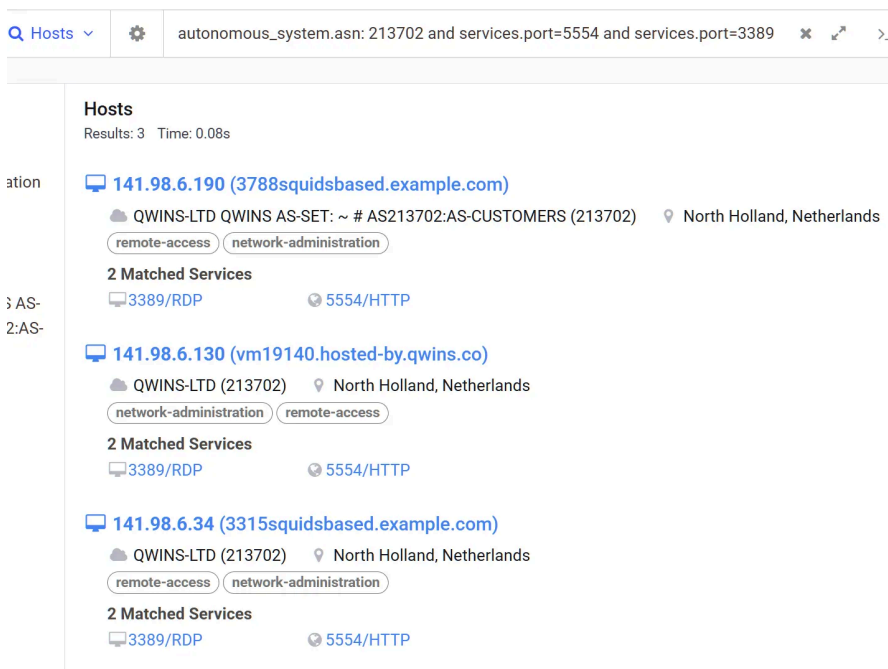 Hosts
autonomous_system.asn: 213702 and services.port=5554 and services.port=3389
Hosts
Results: 3 Time: 0.08s
ation
141.98.6.190 (3788squidsbased.example.com)
QWINS-LTD QWINS AS-SET: ~ # AS213702:AS-CUSTOMERS (213702) North Holland, Netherlands
remote-access network-administration
2 Matched Services
3389/RDP 5554/HTTP
S AS-
2:AS-
141.98.6.130 (vm19140.hosted-by.qwins.co)
QWINS-LTD (213702) North Holland, Netherlands
network-administration remote-access
2 Matched Services
3389/RDP 5554/HTTP
141.98.6.34 (3315squidsbased.example.com)
QWINS-LTD (213702) North Holland, Netherlands
remote-access network-administration
2 Matched Services
3389/RDP 5554/HTTP